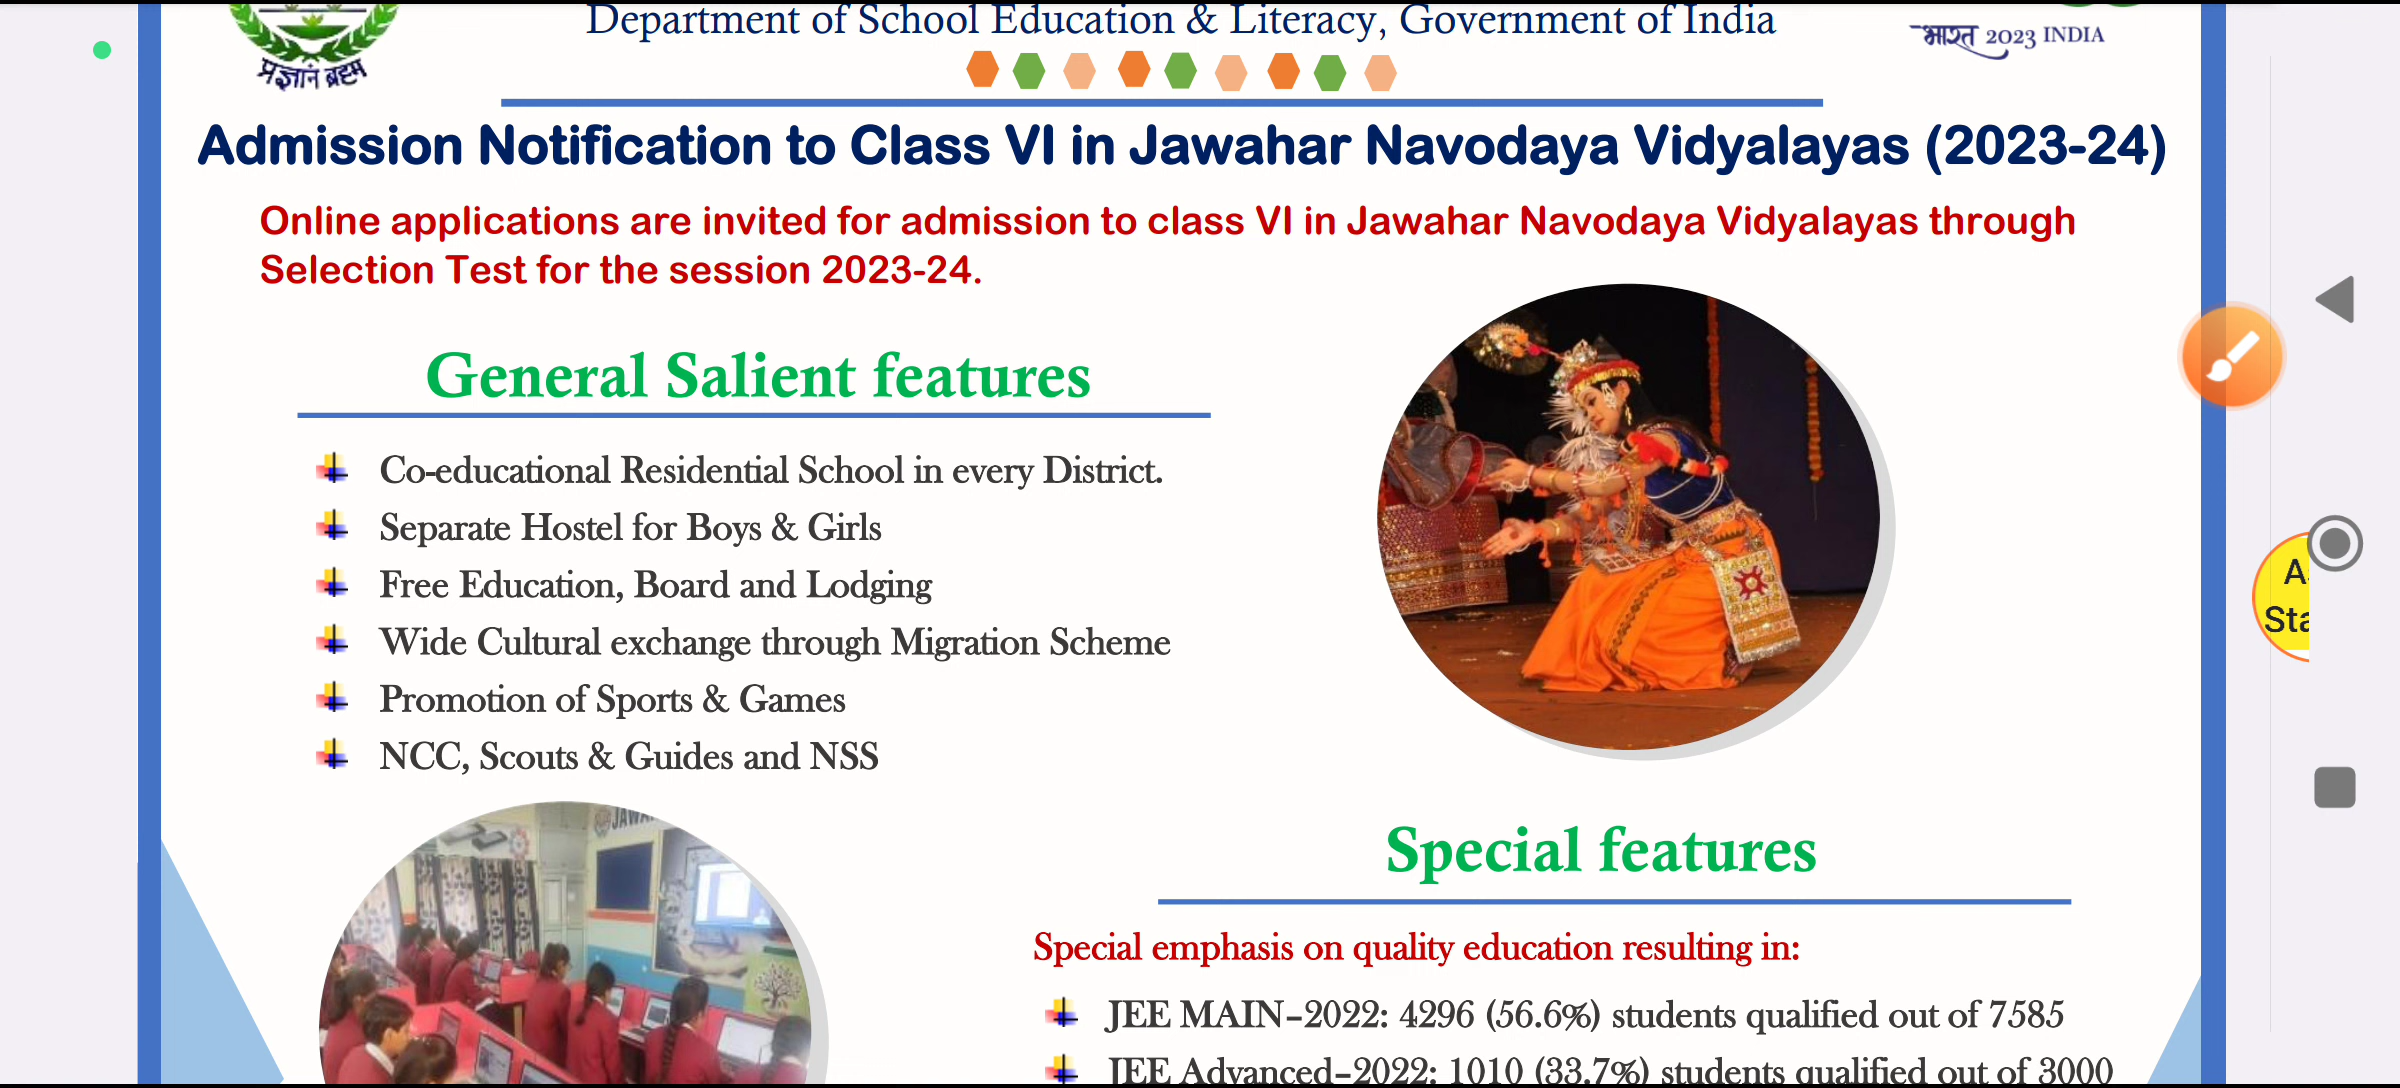 Department of School Education & Literacy, Government of India
प्रज्ञानं ब्रह्म
भारत 2023 INDIA
Admission Notification to Class VI in Jawahar Navodaya Vidyalayas (2023-24)
Online applications are invited for admission to class VI in Jawahar Navodaya Vidyalayas through
Selection Test for the session 2023-24.
General Salient features
Co-educational Residential School in every District.
Separate Hostel for Boys & Girls
Free Education, Board and Lodging
Wide Cultural exchange through Migration Scheme
Promotion of Sports & Games
NCC, Scouts & Guides and NSS
Special features
Special emphasis on quality education resulting in:
JEE MAIN-2022: 4296 (56.6%) students qualified out of 7585
JEE Advanced-2022: 1010 (33.7%) students qualified out of 3000